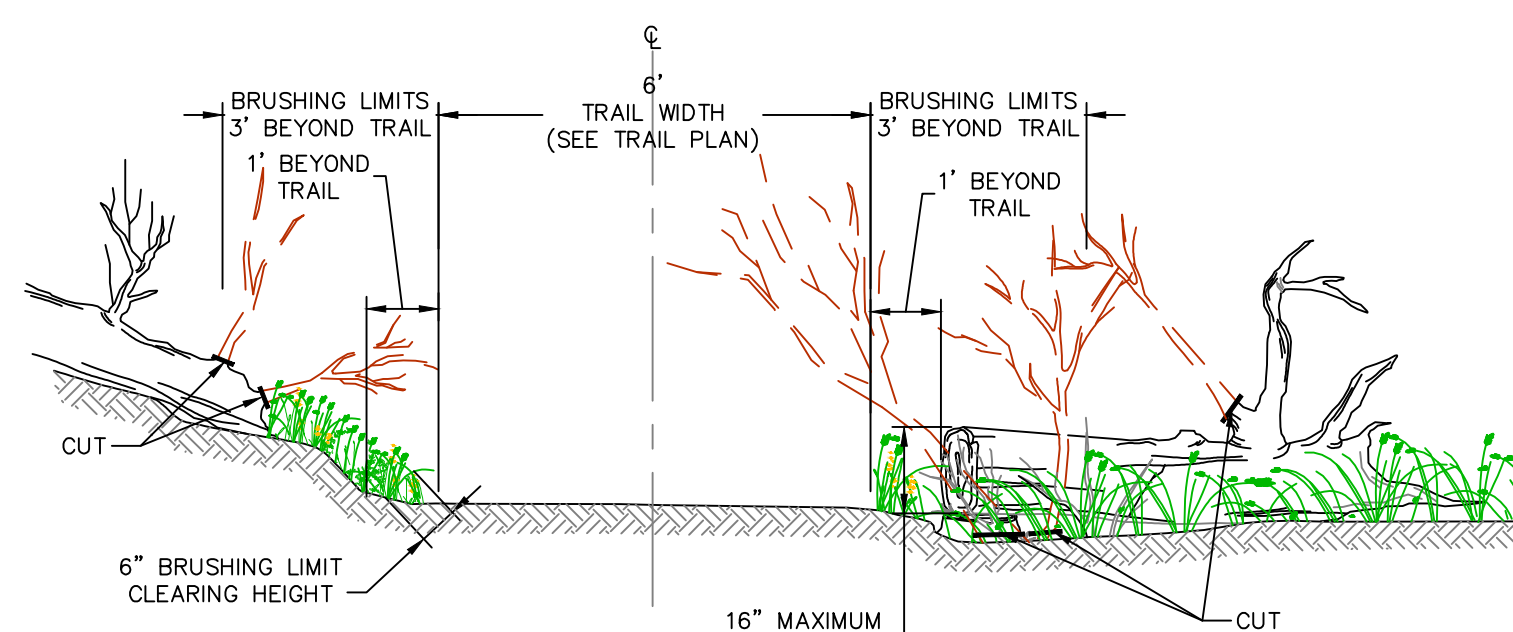 ℄
6'
BRUSHING LIMITS
3' BEYOND TRAIL
TRAIL WIDTH
(SEE TRAIL PLAN)
BRUSHING LIMITS
3' BEYOND TRAIL
1' BEYOND
TRAIL
1' BEYOND
TRAIL
CUT
6" BRUSHING LIMIT
CLEARING HEIGHT
16" MAXIMUM
CUT